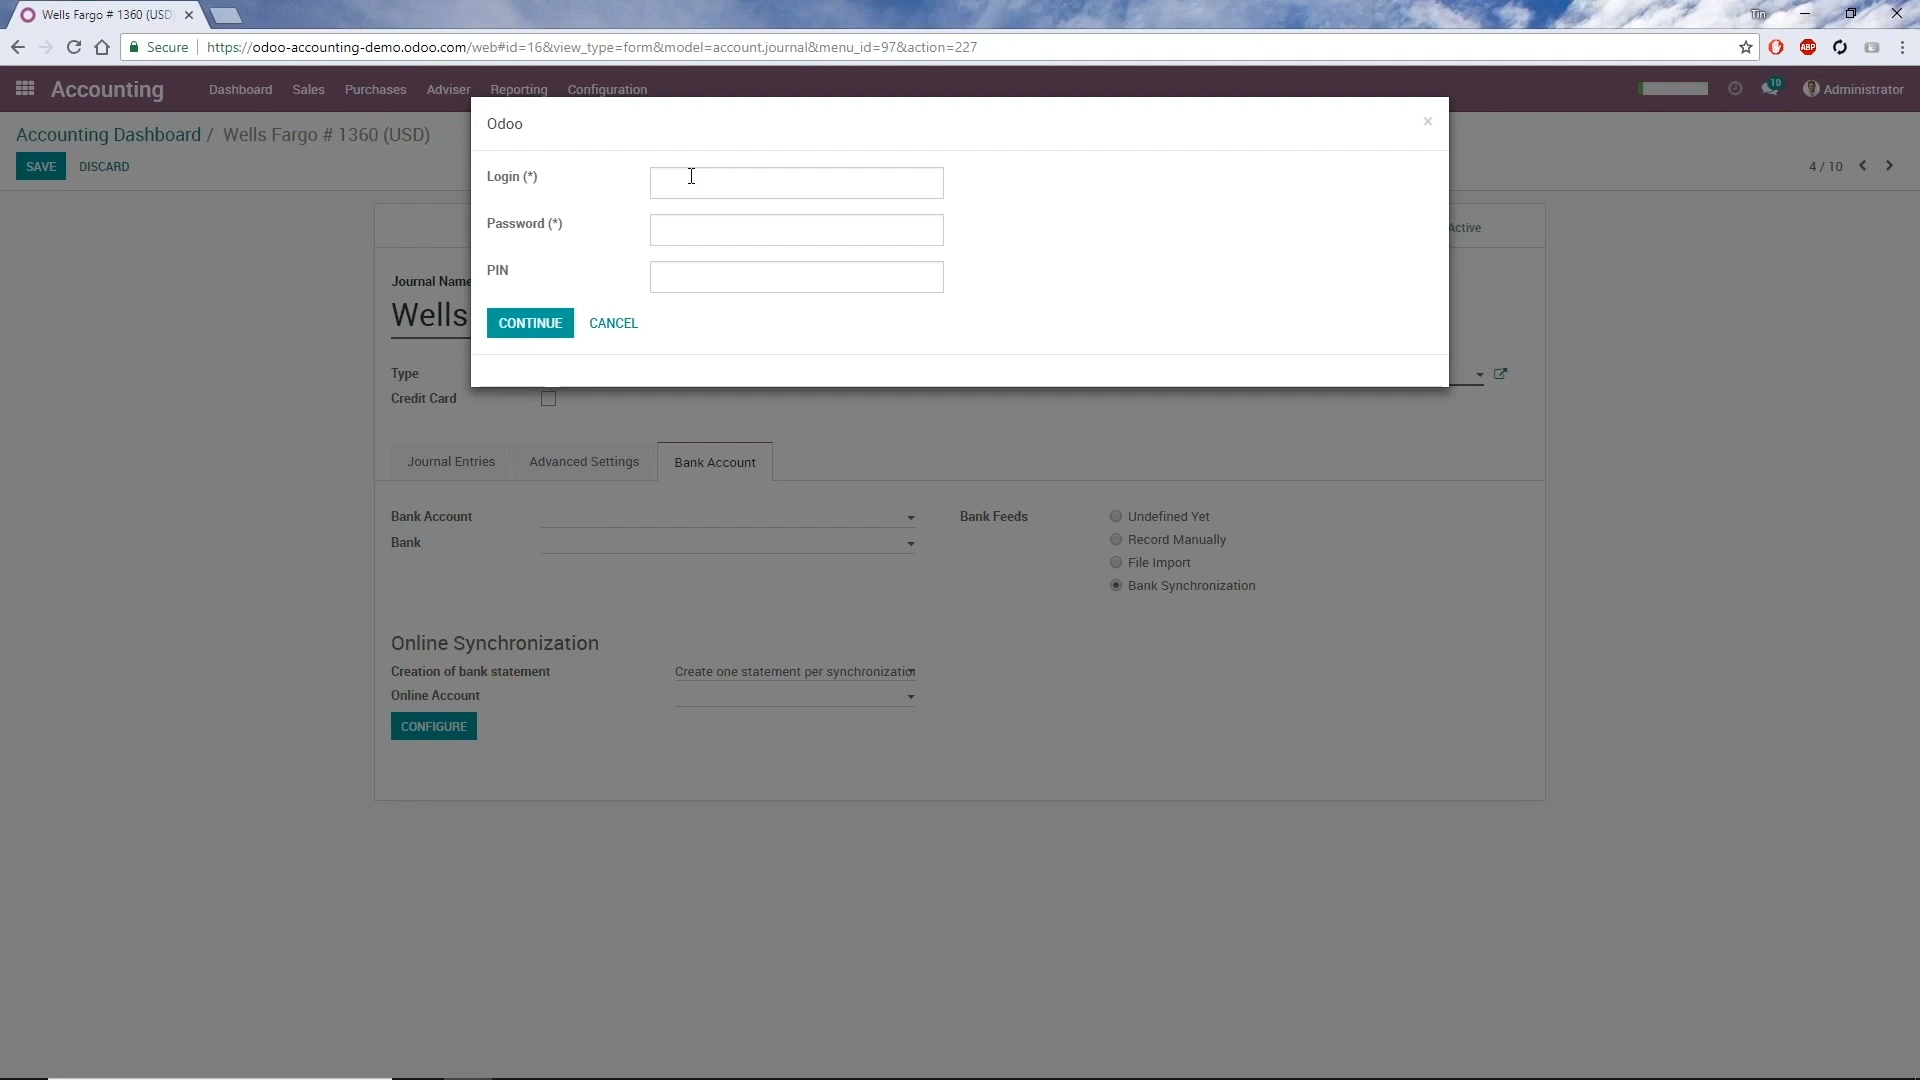 Wells Fargo # 1360 (USD
Tin
Secure https://odoo-accounting-demo.odoo.com/web#id=16&view_type=form&model=account.journal&menu_id=97&action=227
ABP
Accounting Dashboard Sales Purchases Adviser Reporting Configuration 10 Administrator
Accounting Dashboard / Wells Fargo # 1360 (USD)
SAVE DISCARD 4 / 10
Odoo ×
Login (*)
Password (*)
PIN
CONTINUE CANCEL
Active
Journal Name
Wells
Type
Credit Card
Journal Entries Advanced Settings Bank Account
Bank Account Bank Feeds Undefined Yet
Bank Record Manually
File Import
Bank Synchronization
Online Synchronization
Creation of bank statement Create one statement per synchronization
Online Account
CONFIGURE